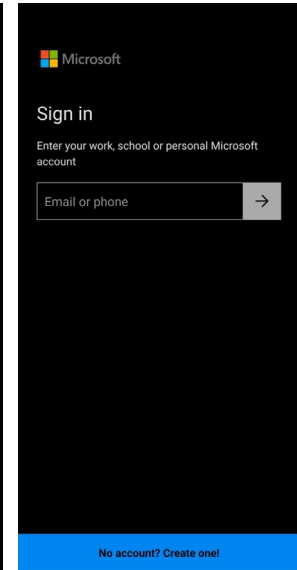 Microsoft
Sign in
Enter your work, school or personal Microsoft
account
Email or phone
No account? Create one!